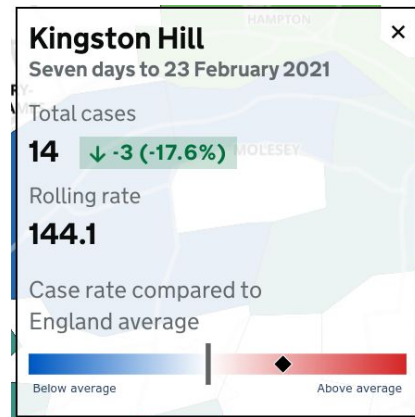 HAMPTON
Kingston Hill ×
Seven days to 23 February 2021
Total cases
14 ↓ -3 (-17.6%)
MOLESEY
Rolling rate
144.1
Case rate compared to
England average
Below average
Above average